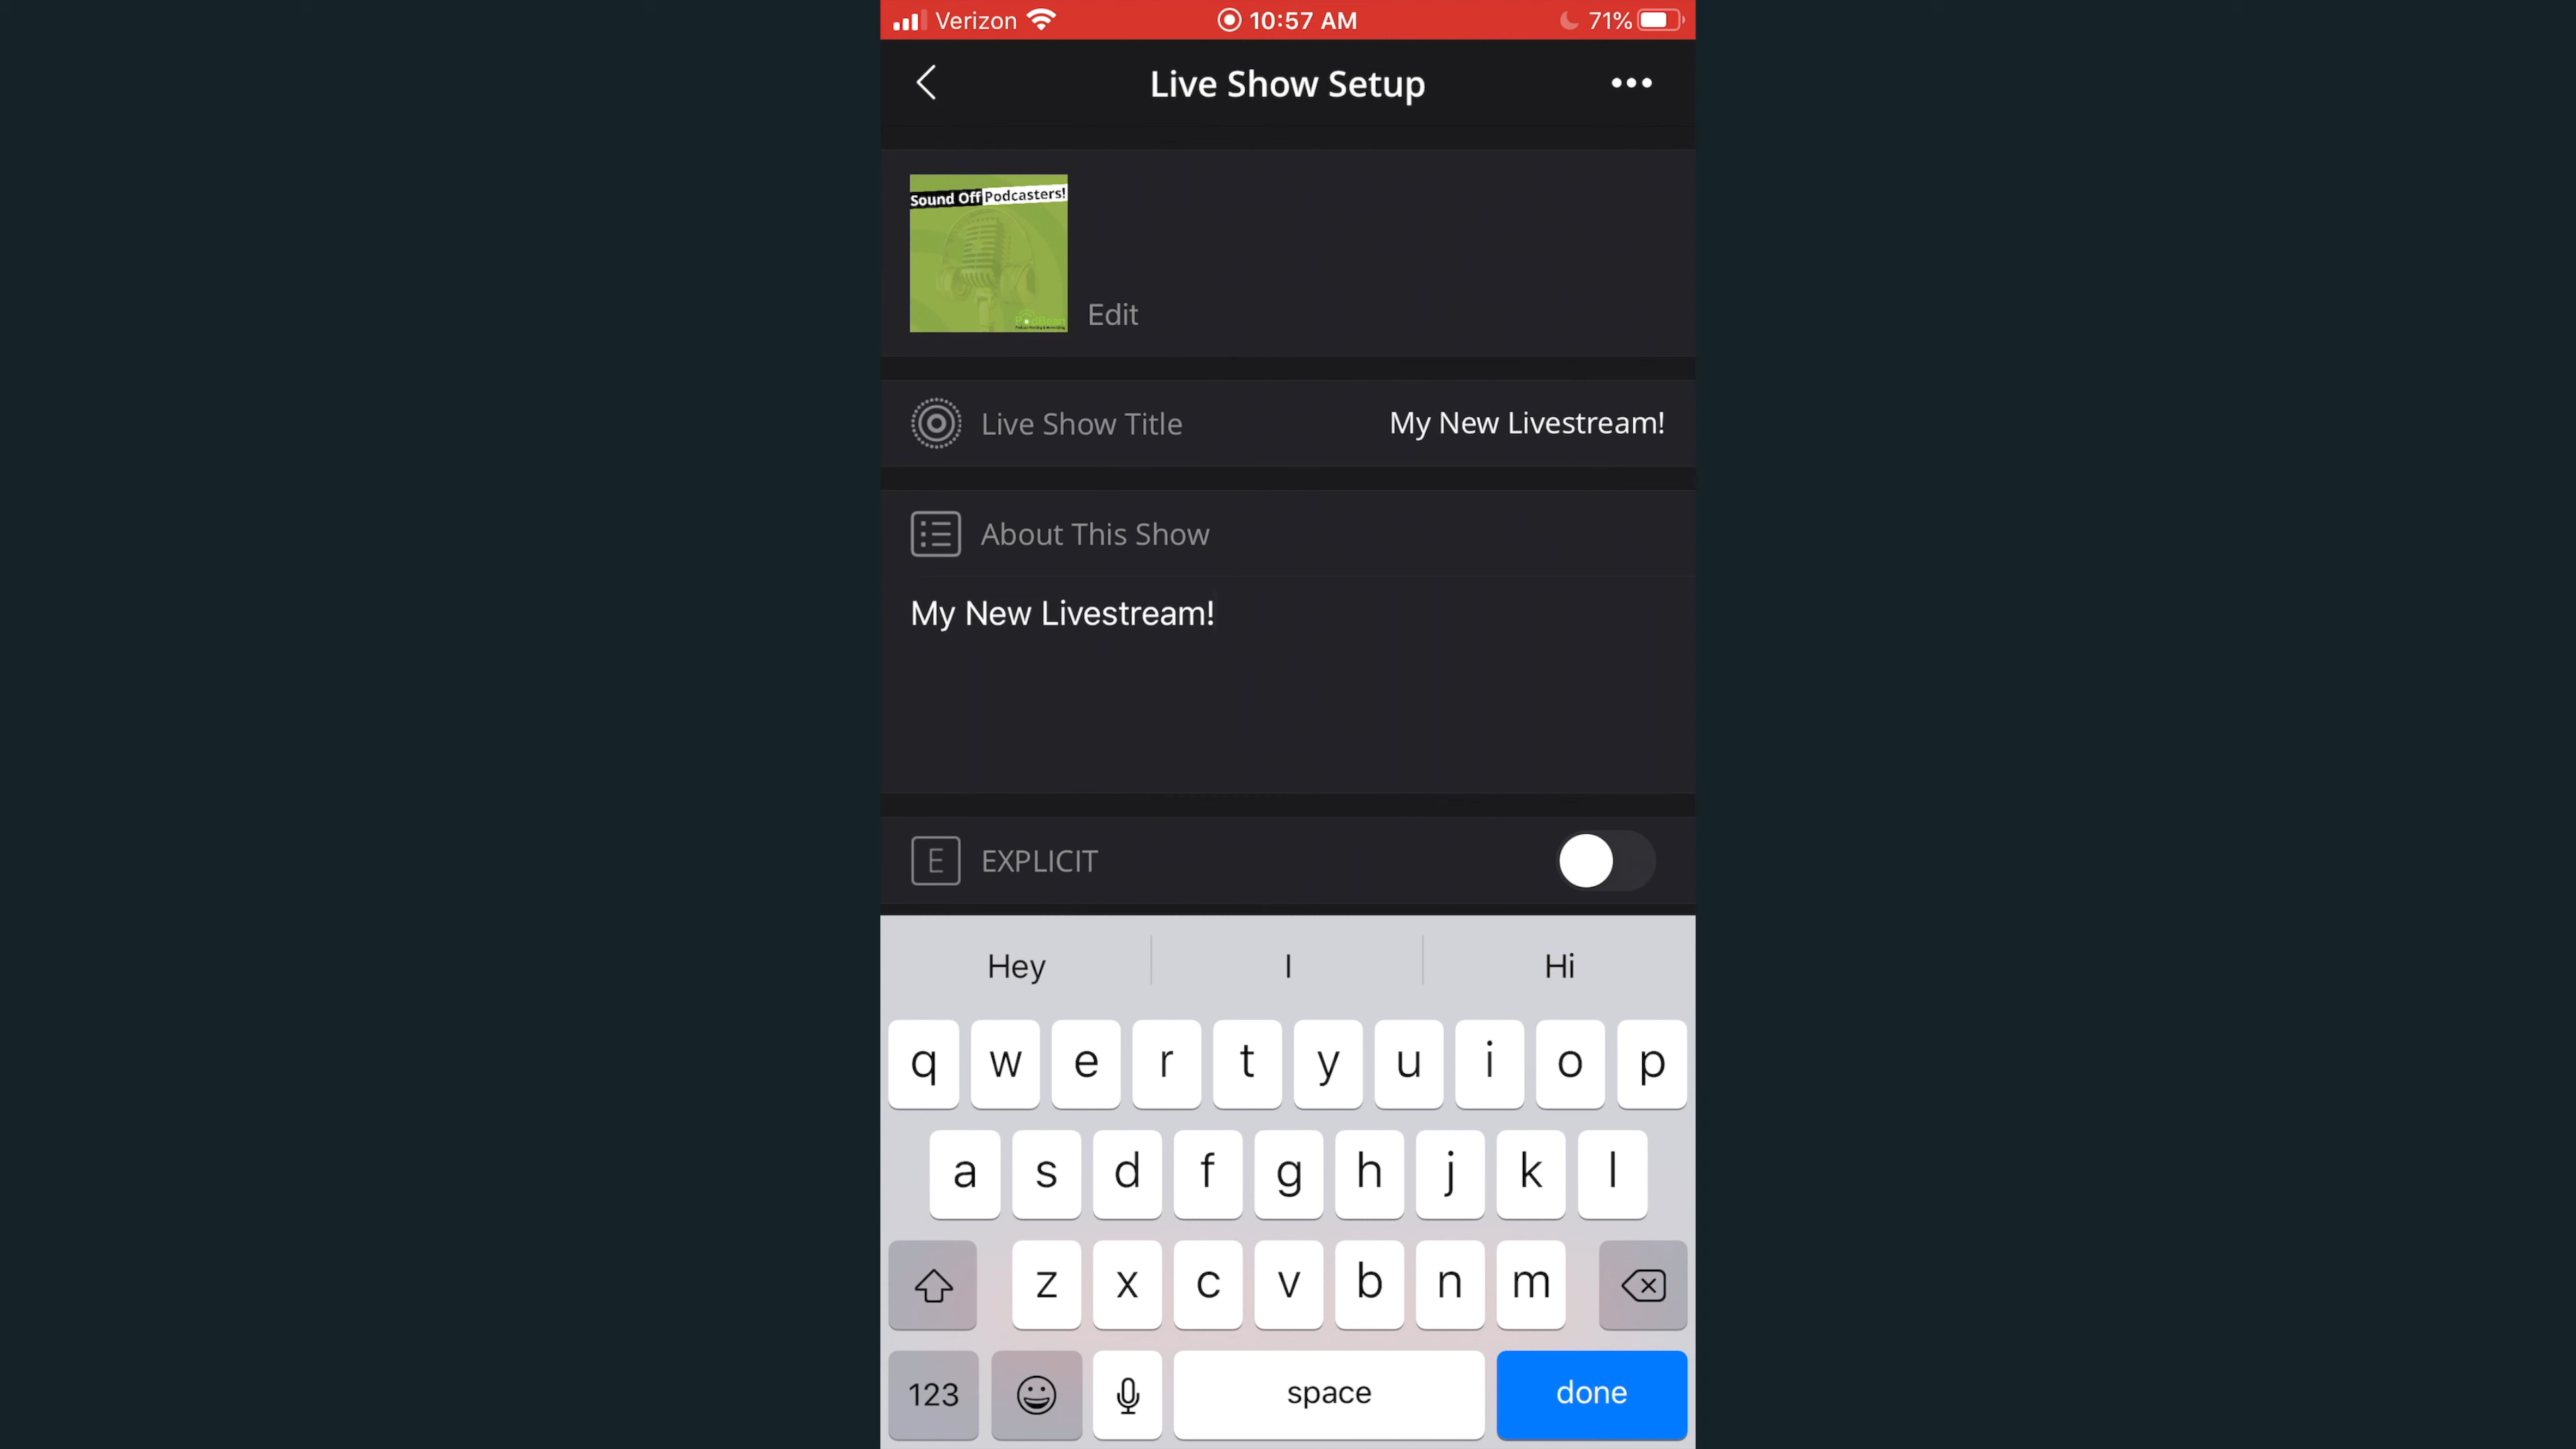 Verizon 10:57 AM 71%
Live Show Setup
Sound Off Podcasters!
Edit
Live Show Title My New Livestream!
About This Show
My New Livestream!
E EXPLICIT
Hey I Hi
q w e r t y u i o p
a s d f g h j k l
z x c v b n m
123 space done